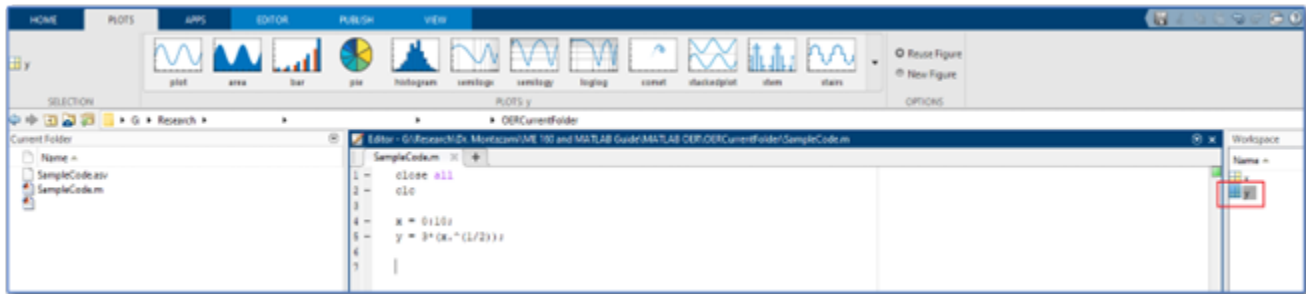 HOME PLOTS APPS EDITOR PUBLISH VIEW
y
plot area bar pie histogram semilogx semilogy loglog comet stackedplot stem stairs
Reuse Figure
New Figure
SELECTION PLOTS: y OPTIONS
G Research OERCurrentFolder
Current Folder
Editor - G:\Research\Dr. Montazami\ME 160 and MATLAB Guide\MATLAB OER\OERCurrentFolder\SampleCode.m
Workspace
Name
SampleCode.m
Name
SampleCode.asv
SampleCode.m
1 close all
2 clc
3
4 x = 0:10;
5 y = 3*(x.^(1/2));
6
7
x
y